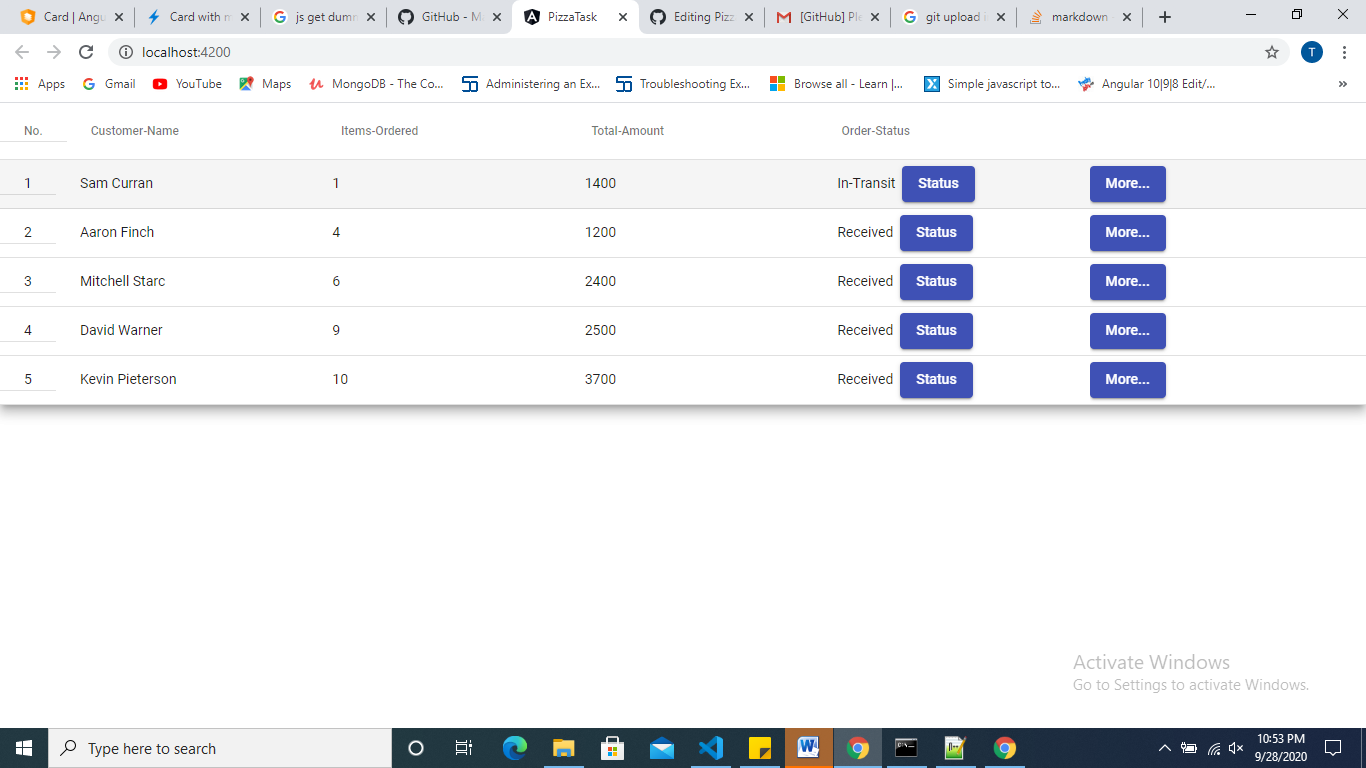 Card | Angu Card with m js get dumm GitHub - Ma PizzaTask Editing Pizz [GitHub] Ple git upload i markdown
localhost:4200 T
Apps Gmail YouTube Maps MongoDB - The Co... Administering an Ex... Troubleshooting Ex... Browse all - Learn |... Simple javascript to... Angular 10|9|8 Edit/... »
No. Customer-Name Items-Ordered Total-Amount Order-Status
1 Sam Curran 1 1400 In-Transit Status More...
2 Aaron Finch 4 1200 Received Status More...
3 Mitchell Starc 6 2400 Received Status More...
4 David Warner 9 2500 Received Status More...
5 Kevin Pieterson 10 3700 Received Status More...
Activate Windows
Go to Settings to activate Windows.
Type here to search 10:53 PM
9/28/2020